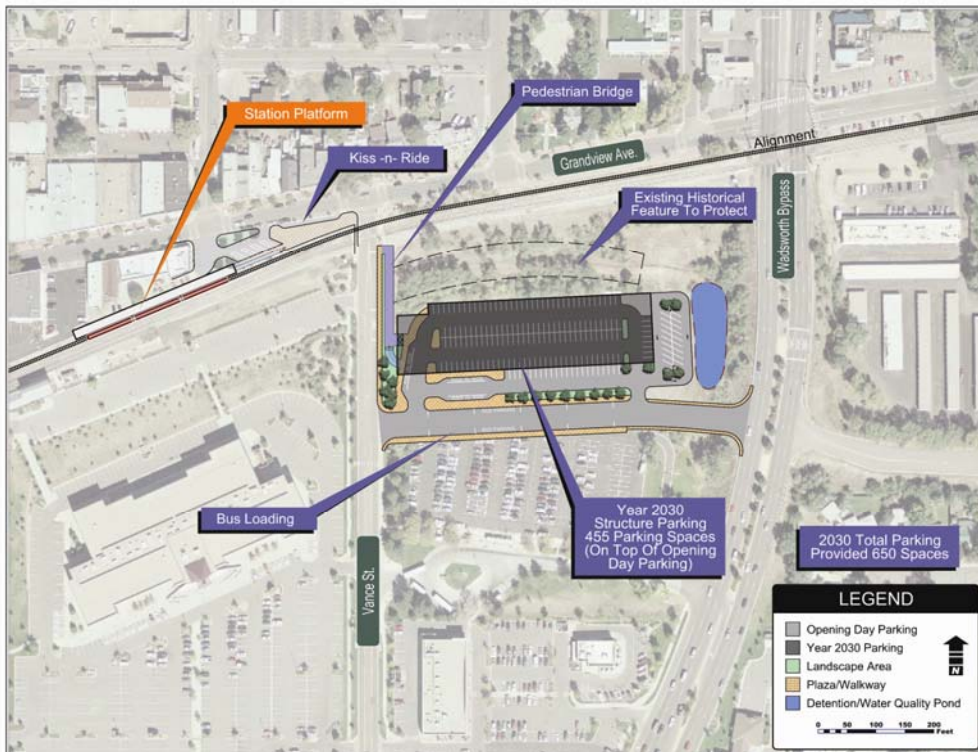 Pedestrian Bridge
Station Platform
Alignment
Kiss -n- Ride
Grandview Ave.
Existing Historical
Feature To Protect
Wadsworth Bypass
Bus Loading
Year 2030
Structure Parking
455 Parking Spaces
(On Top Of Opening
Day Parking)
2030 Total Parking
Provided 650 Spaces
Vance St.
LEGEND
Opening Day Parking
Year 2030 Parking
Landscape Area
Plaza/Walkway
Detention/Water Quality Pond
N
0 50 100 150 200
Feet